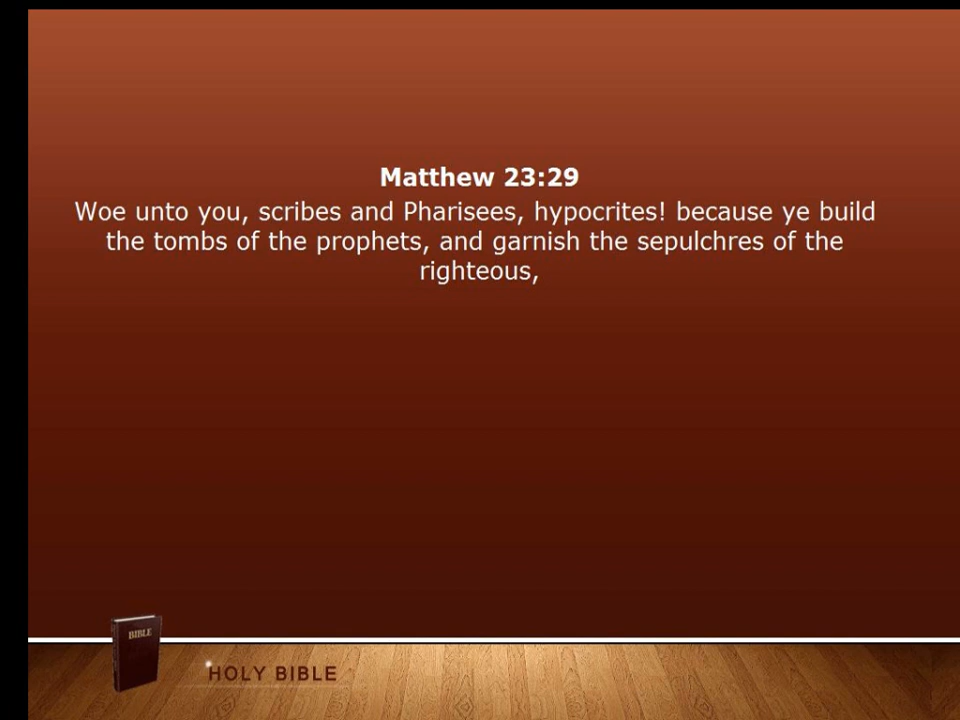 Matthew 23:29
Woe unto you, scribes and Pharisees, hypocrites! because ye build
the tombs of the prophets, and garnish the sepulchres of the
righteous,
BIBLE
HOLY BIBLE